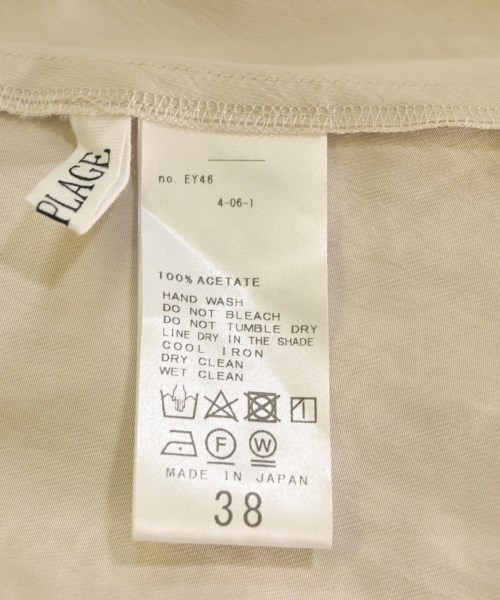 PLAGE
no. EY46
4-06-1
100% ACETATE
HAND WASH
DO NOT BLEACH
DO NOT TUMBLE DRY
LINE DRY IN THE SHADE
COOL IRON
DRY CLEAN
WET CLEAN
F W
MADE IN JAPAN
38